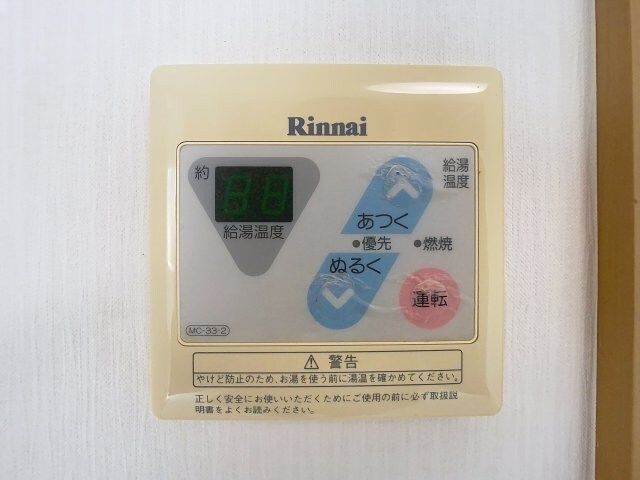 Rinnai
約
給湯温度
給湯
温度
あつく
優先
燃焼
ぬるく
運転
MC-33-2
警告
やけど防止のため、お湯を使う前に湯温を確かめてください。
正しく安全にお使いいただくためにご使用の前に必ず取扱説
明書をよくお読みください。